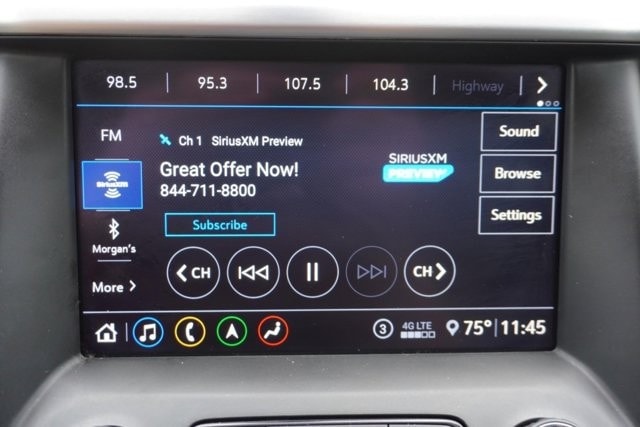 98.5 95.3 107.5 104.3 Highway
FM
Ch 1 SiriusXM Preview
SIRIUSXM
PREVIEW
Sound
SiriusXM
Great Offer Now!
844-711-8800
Browse
Subscribe
Settings
Morgan's
CH
CH
More
3
4G LTE
75° 11:45